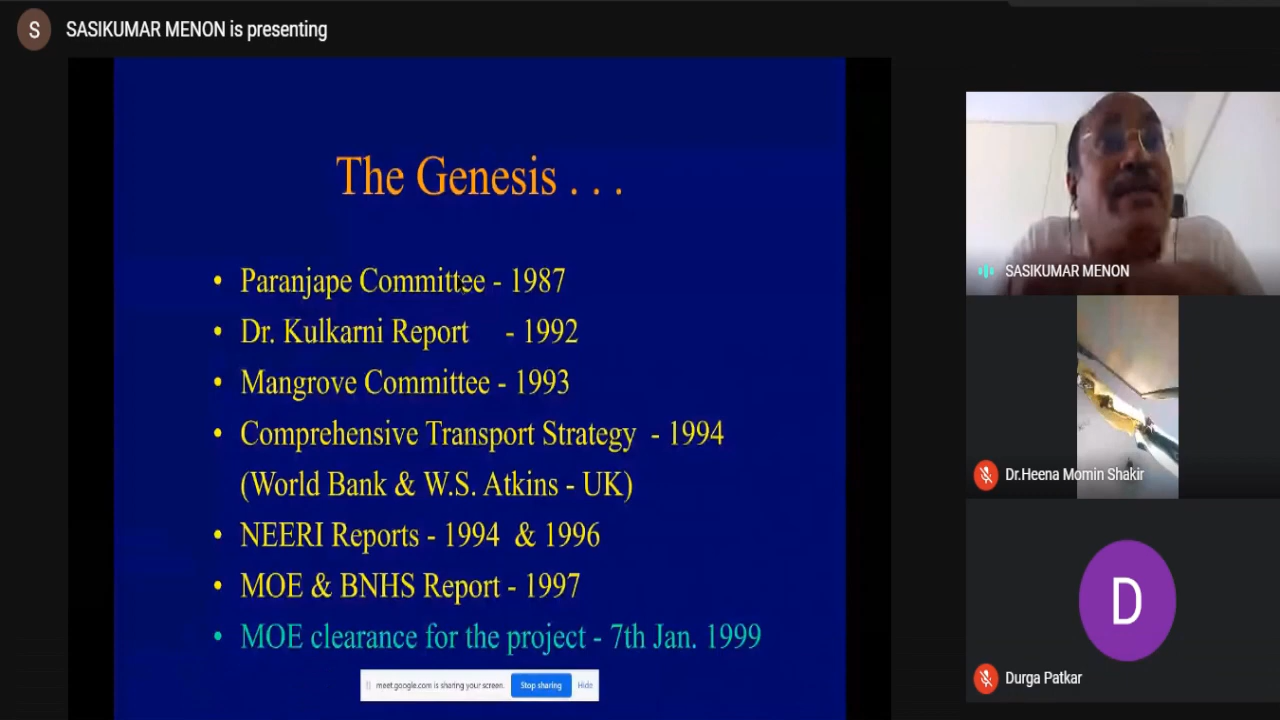 S SASIKUMAR MENON is presenting
The Genesis . . .
• Paranjape Committee - 1987
• Dr. Kulkarni Report - 1992
• Mangrove Committee - 1993
• Comprehensive Transport Strategy - 1994
(World Bank & W.S. Atkins - UK)
• NEERI Reports - 1994 & 1996
• MOE & BNHS Report - 1997
• MOE clearance for the project - 7th Jan. 1999
meet.google.com is sharing your screen. Stop sharing Hide
SASIKUMAR MENON
Dr.Heena Momin Shakir
D
Durga Patkar